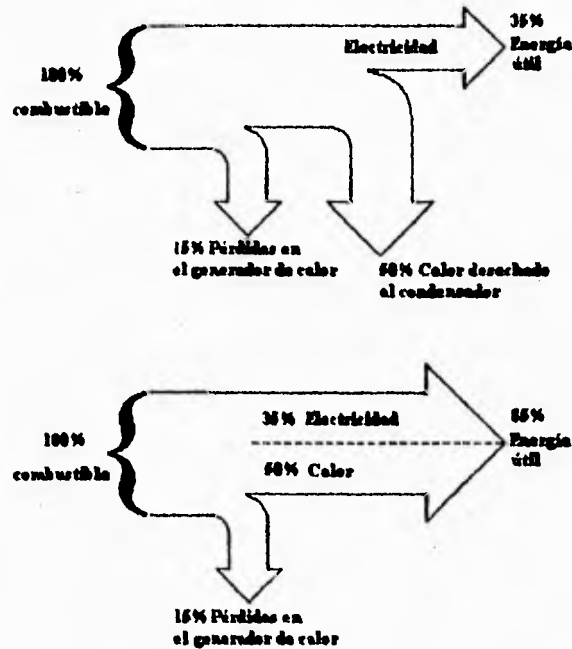 35%
Energía
útil
Electricidad
100%
combustible
15% Pérdidas en
el generador de calor
50% Calor desechado
al condensador
35% Electricidad
85%
Energía
útil
100%
combustible
50% Calor
15% Pérdidas en
el generador de calor